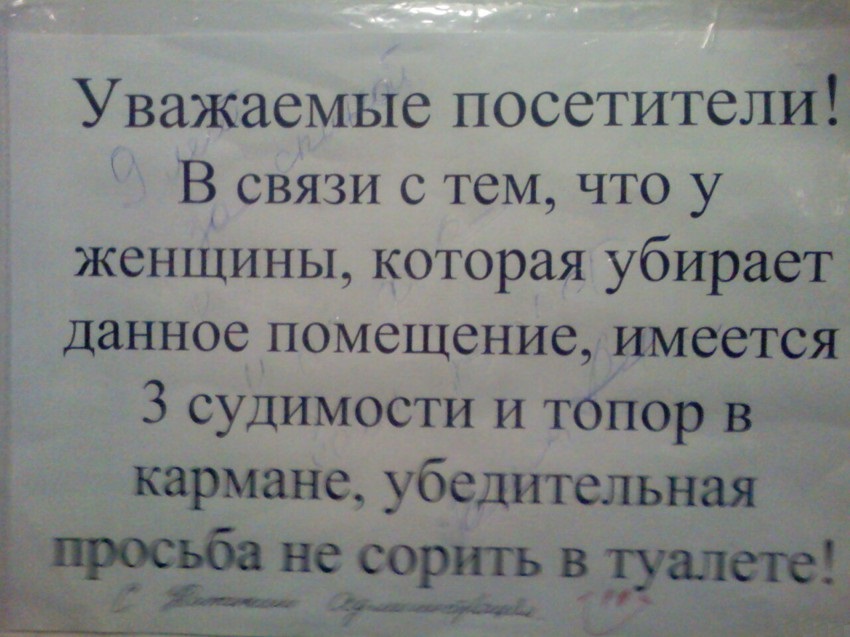 Уважаемые посетители!
В связи с тем, что у
женщины, которая убирает
данное помещение, имеется
3 судимости и топор в
кармане, убедительная
просьба не сорить в туалете!